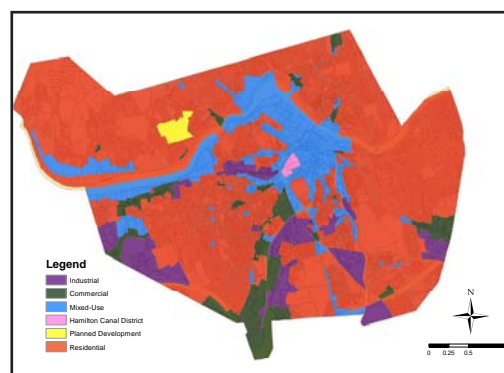 Legend
Industrial
Commercial
Mixed-Use
Hamilton Canal District
Planned Development
Residential
N
0 0.25 0.5